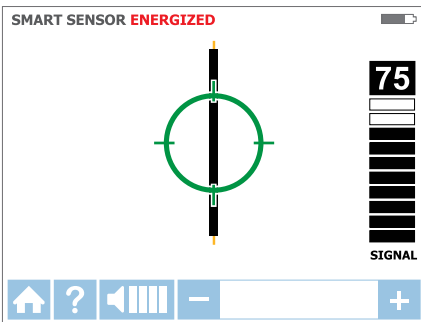 SMART SENSOR ENERGIZED
75
SIGNAL
?
− +